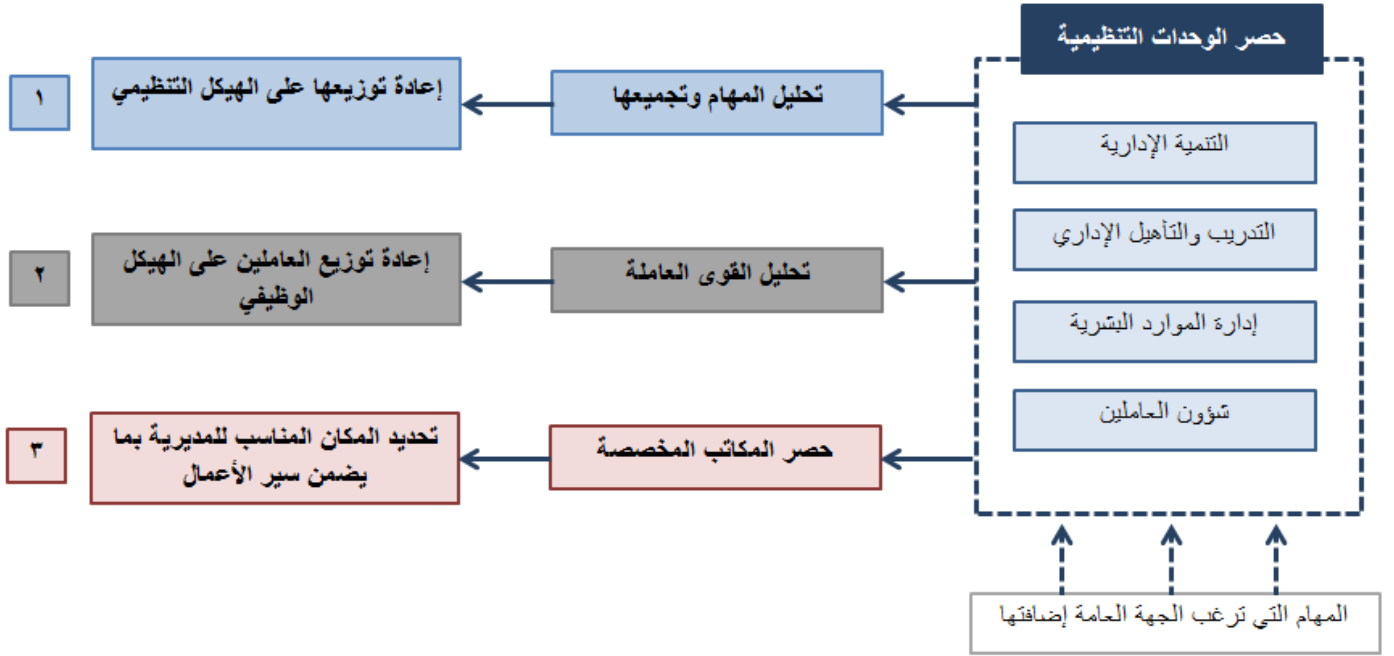 حصر الوحدات التنظيمية
التنمية الإدارية
التدريب والتأهيل الإداري
إدارة الموارد البشرية
شؤون العاملين
المهام التي ترغب الجهة العامة إضافتها
تحليل المهام وتجميعها
إعادة توزيعها على الهيكل التنظيمي
١
تحليل القوى العاملة
إعادة توزيع العاملين على الهيكل
الوظيفي
٢
حصر المكاتب المخصصة
تحديد المكان المناسب للمديرية بما
يضمن سير الأعمال
٣